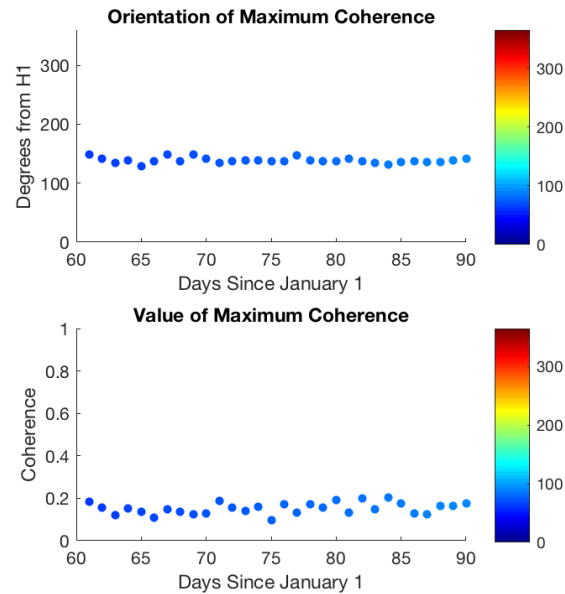 Orientation of Maximum Coherence
Degrees from H1
300
200
100
0
60 65 70 75 80 85 90
Days Since January 1
300
200
100
0
Value of Maximum Coherence
Coherence
1
0.8
0.6
0.4
0.2
0
60 65 70 75 80 85 90
Days Since January 1
300
200
100
0